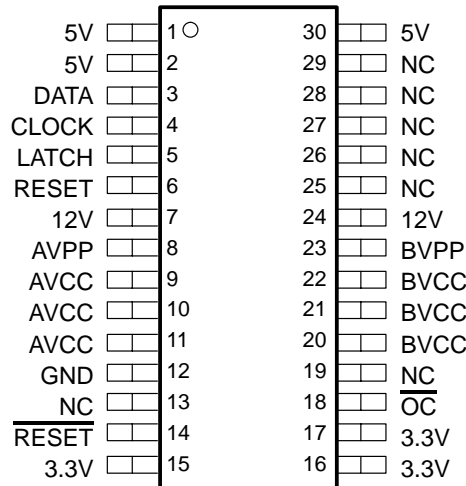 5V 1 30 5V
5V 2 29 NC
DATA 3 28 NC
CLOCK 4 27 NC
LATCH 5 26 NC
RESET 6 25 NC
12V 7 24 12V
AVPP 8 23 BVPP
AVCC 9 22 BVCC
AVCC 10 21 BVCC
AVCC 11 20 BVCC
GND 12 19 NC
NC 13 18 O̅C̅
R̅E̅S̅E̅T̅ 14 17 3.3V
3.3V 15 16 3.3V